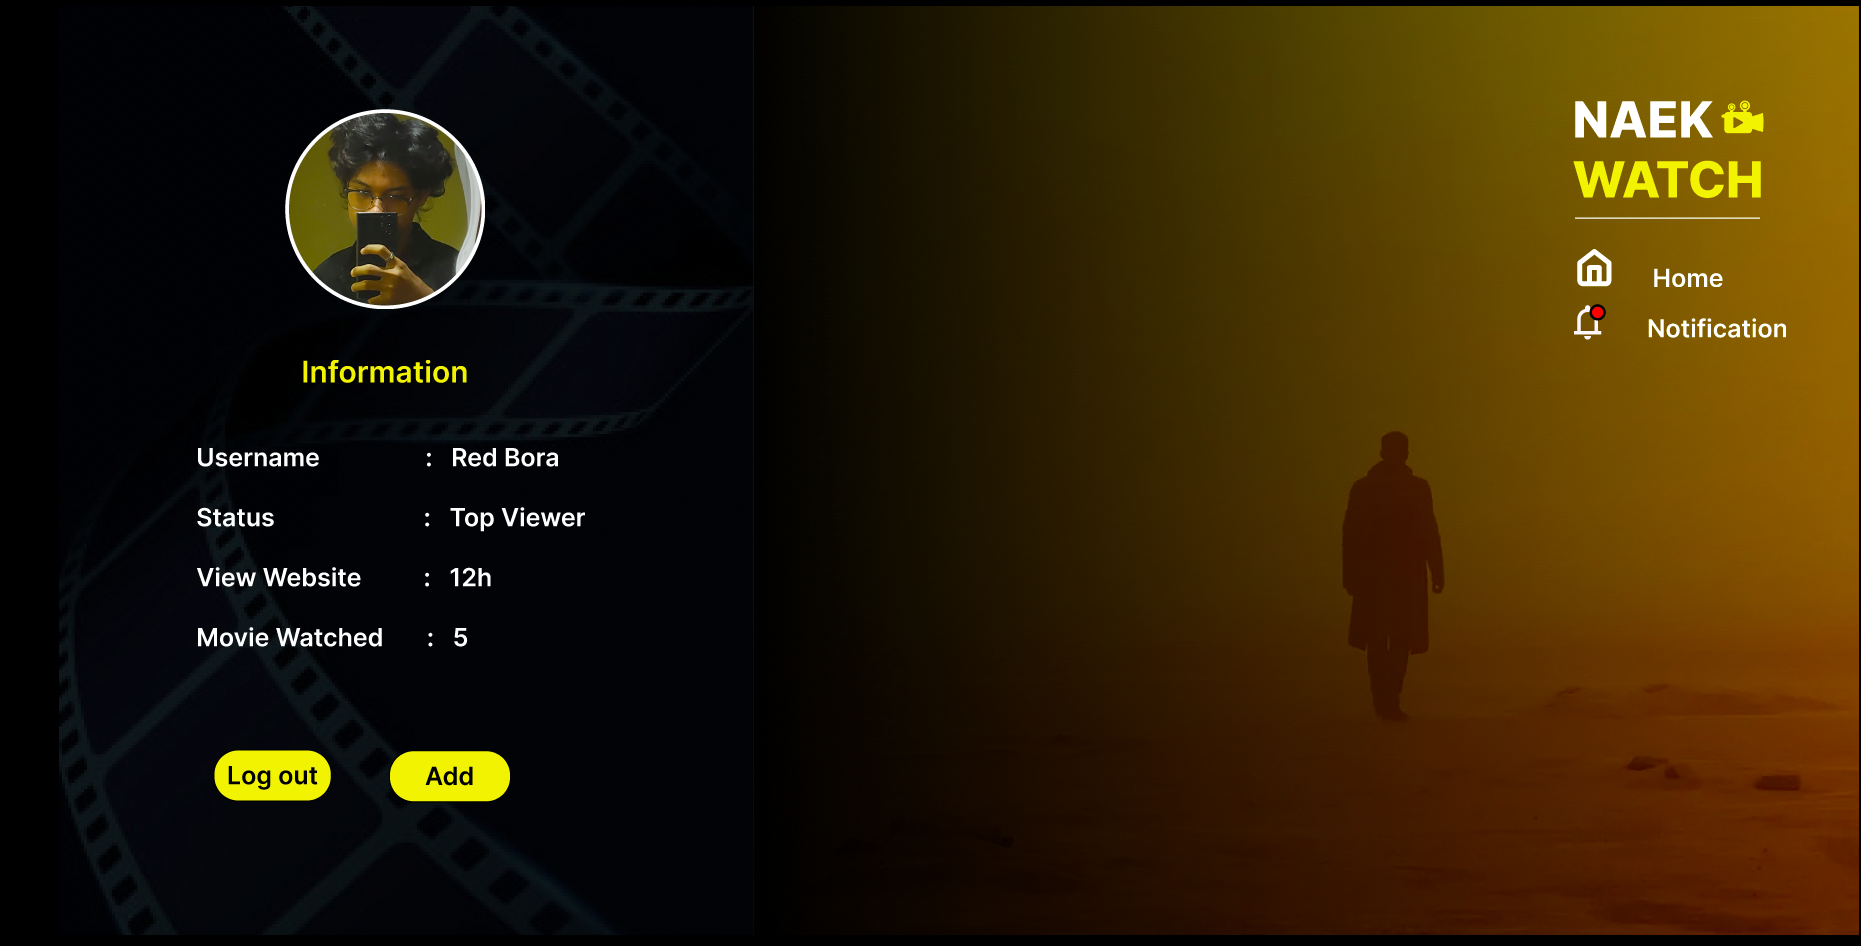 Information
Username : Red Bora
Status : Top Viewer
View Website : 12h
Movie Watched : 5
Log out Add
NAEK
WATCH
Home
Notification